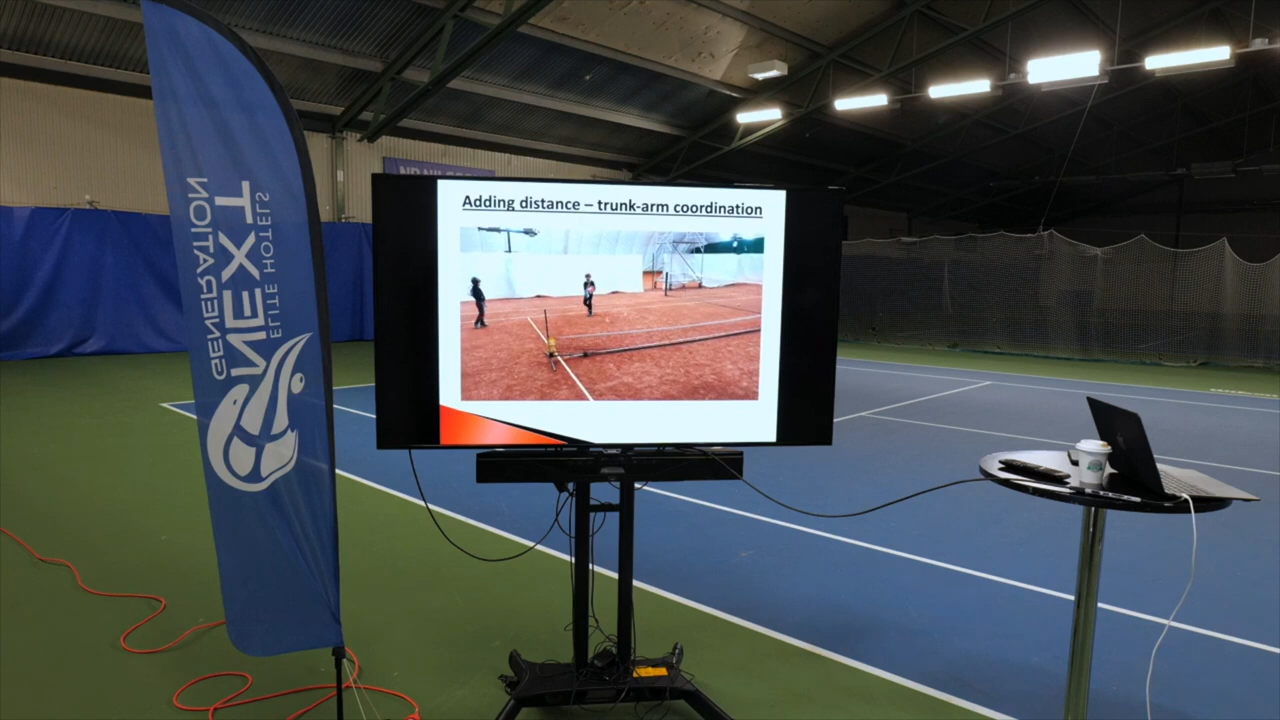 GENERATION
NEXT
ELITE HOTELS
Adding distance – trunk-arm coordination